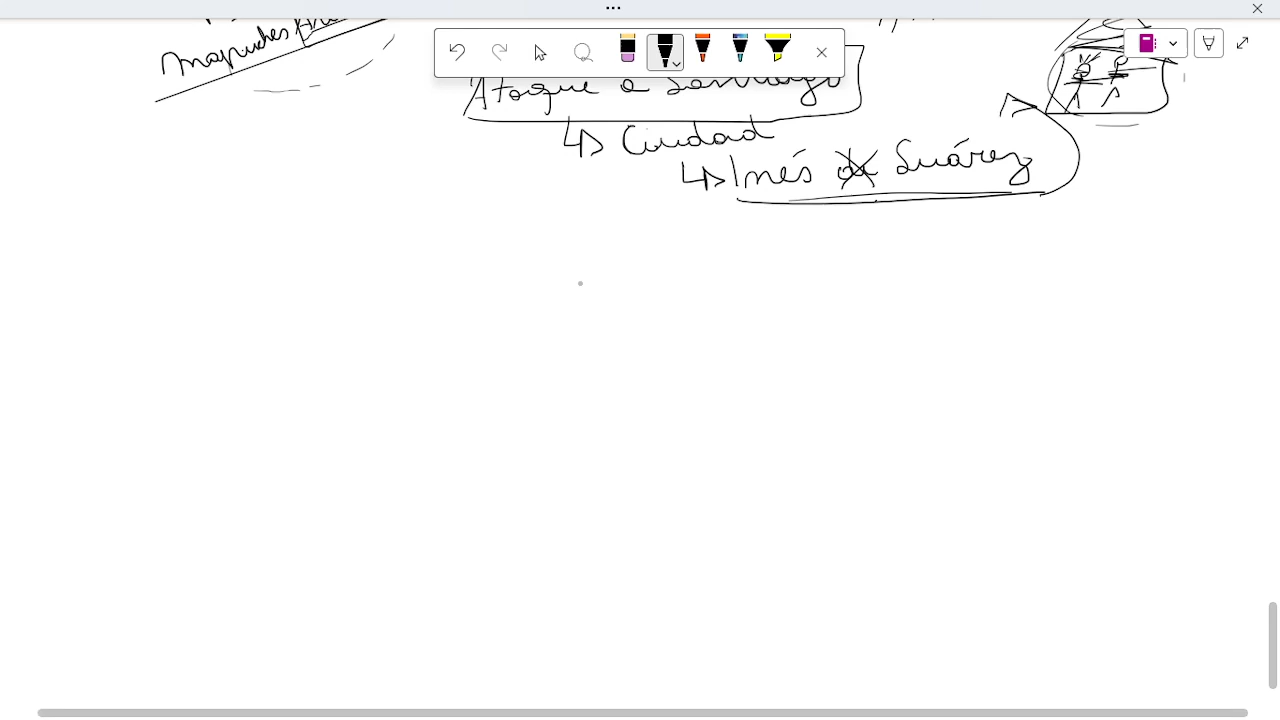 Mapuches
Ataque a Santiago
↳ Ciudad
↳ Inés de Suárez